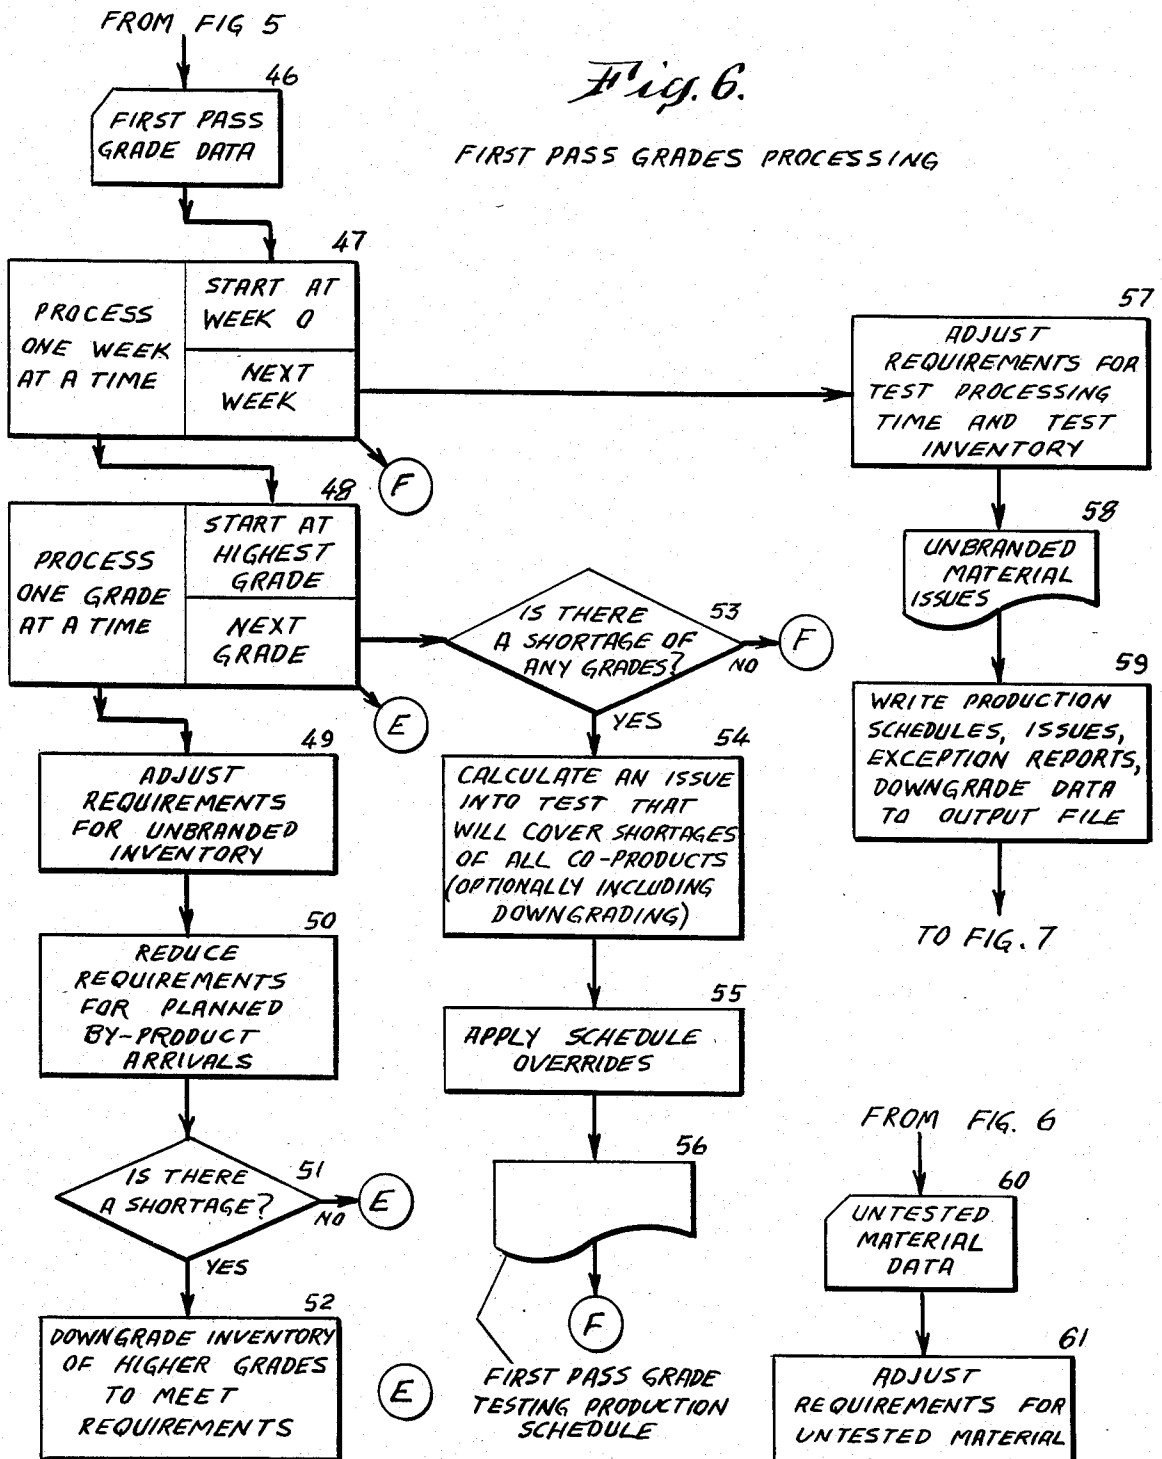 FROM FIG 5
Fig. 6.
FIRST PASS GRADES PROCESSING
46
FIRST PASS
GRADE DATA
47
PROCESS
ONE WEEK
AT A TIME
START AT
WEEK 0
NEXT
WEEK
F
48
PROCESS
ONE GRADE
AT A TIME
START AT
HIGHEST
GRADE
NEXT
GRADE
E
49
ADJUST
REQUIREMENTS
FOR UNBRANDED
INVENTORY
50
REDUCE
REQUIREMENTS
FOR PLANNED
BY-PRODUCT
ARRIVALS
51
IS THERE
A SHORTAGE?
NO
E
YES
52
DOWNGRADE INVENTORY
OF HIGHER GRADES
TO MEET
REQUIREMENTS
E
53
IS THERE
A SHORTAGE OF
ANY GRADES?
NO
F
YES
54
CALCULATE AN ISSUE
INTO TEST THAT
WILL COVER SHORTAGES
OF ALL CO-PRODUCTS
(OPTIONALLY INCLUDING
DOWNGRADING)
55
APPLY SCHEDULE
OVERRIDES
56
F
FIRST PASS GRADE
TESTING PRODUCTION
SCHEDULE
57
ADJUST
REQUIREMENTS FOR
TEST PROCESSING
TIME AND TEST
INVENTORY
58
UNBRANDED
MATERIAL
ISSUES
59
WRITE PRODUCTION
SCHEDULES, ISSUES,
EXCEPTION REPORTS,
DOWNGRADE DATA
TO OUTPUT FILE
TO FIG. 7
FROM FIG. 6
60
UNTESTED
MATERIAL
DATA
61
ADJUST
REQUIREMENTS FOR
UNTESTED MATERIAL